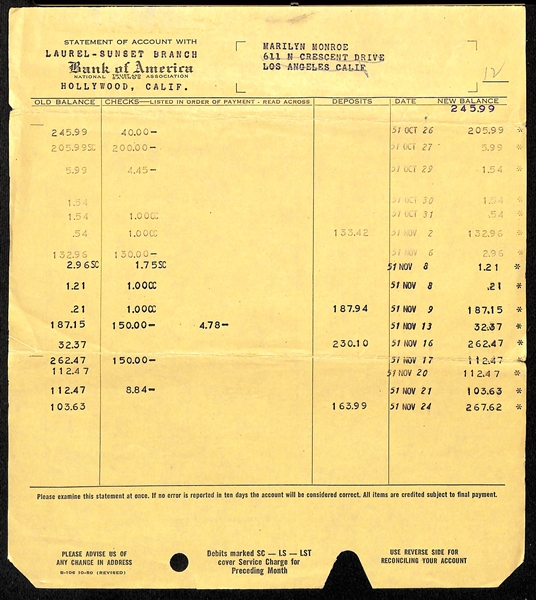 STATEMENT OF ACCOUNT WITH
LAUREL-SUNSET BRANCH
Bank of America
NATIONAL TRUST AND SAVINGS ASSOCIATION
HOLLYWOOD, CALIF.
MARILYN MONROE
611 N CRESCENT DRIVE
LOS ANGELES CALIF
12
OLD BALANCE CHECKS—LISTED IN ORDER OF PAYMENT - READ ACROSS DEPOSITS DATE NEW BALANCE
245.99
245.99 40.00- 51 OCT 26 205.99 *
205.99SC 200.00- 51 OCT 27 5.99 *
5.99 4.45- 51 OCT 29 1.54 *
1.54 51 OCT 30 1.54 *
1.54 1.00CC 51 OCT 31 .54 *
.54 1.00CC 133.42 51 NOV 2 132.96 *
132.96 130.00- 51 NOV 6 2.96 *
2.96SC 1.75SC 51 NOV 8 1.21 *
1.21 1.00CC 51 NOV 8 .21 *
.21 1.00CC 187.94 51 NOV 9 187.15 *
187.15 150.00- 4.78- 51 NOV 13 32.37 *
32.37 230.10 51 NOV 16 262.47 *
262.47 150.00- 51 NOV 17 112.47 *
112.47 51 NOV 20 112.47 *
112.47 8.84- 51 NOV 21 103.63 *
103.63 163.99 51 NOV 24 267.62 *
Please examine this statement at once. If no error is reported in ten days the account will be considered correct. All items are credited subject to final payment.
PLEASE ADVISE US OF
ANY CHANGE IN ADDRESS
B-106 10-50 (REVISED)
Debits marked SC — LS — LST
cover Service Charge for
Preceding Month
USE REVERSE SIDE FOR
RECONCILING YOUR ACCOUNT